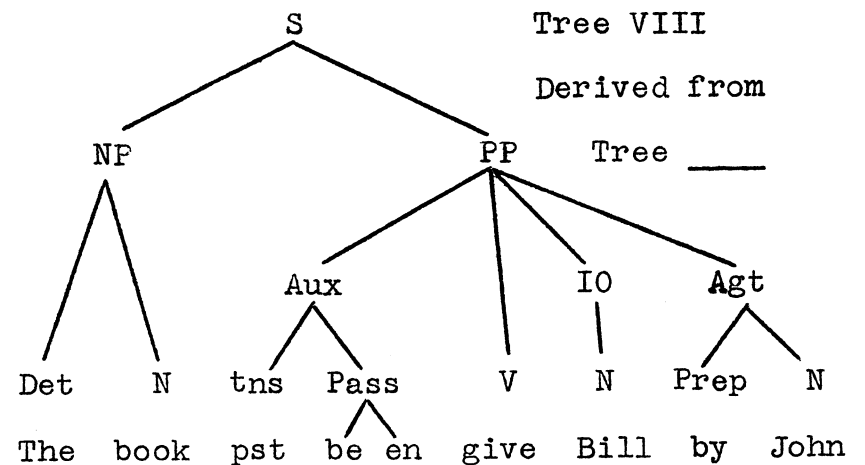 S Tree VIII
Derived from
NP PP Tree ____
Aux IO Agt
Det N tns Pass V N Prep N
The book pst be en give Bill by John